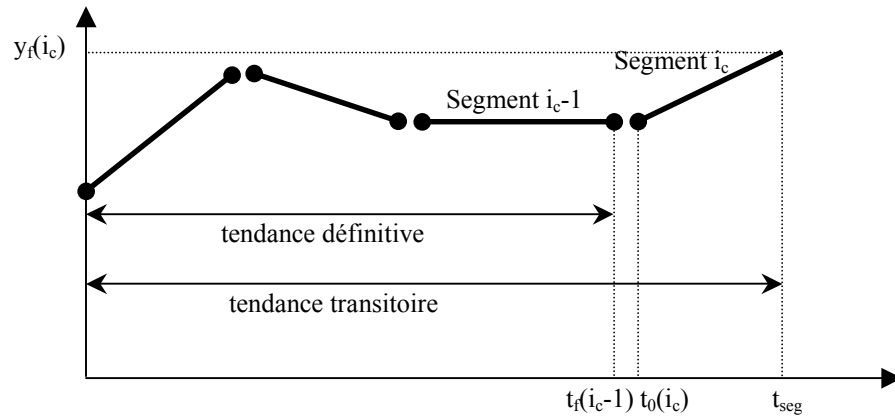 y_f(i_c)
Segment i_c
Segment i_c-1
tendance définitive
tendance transitoire
t_f(i_c-1) t_0(i_c) t_seg